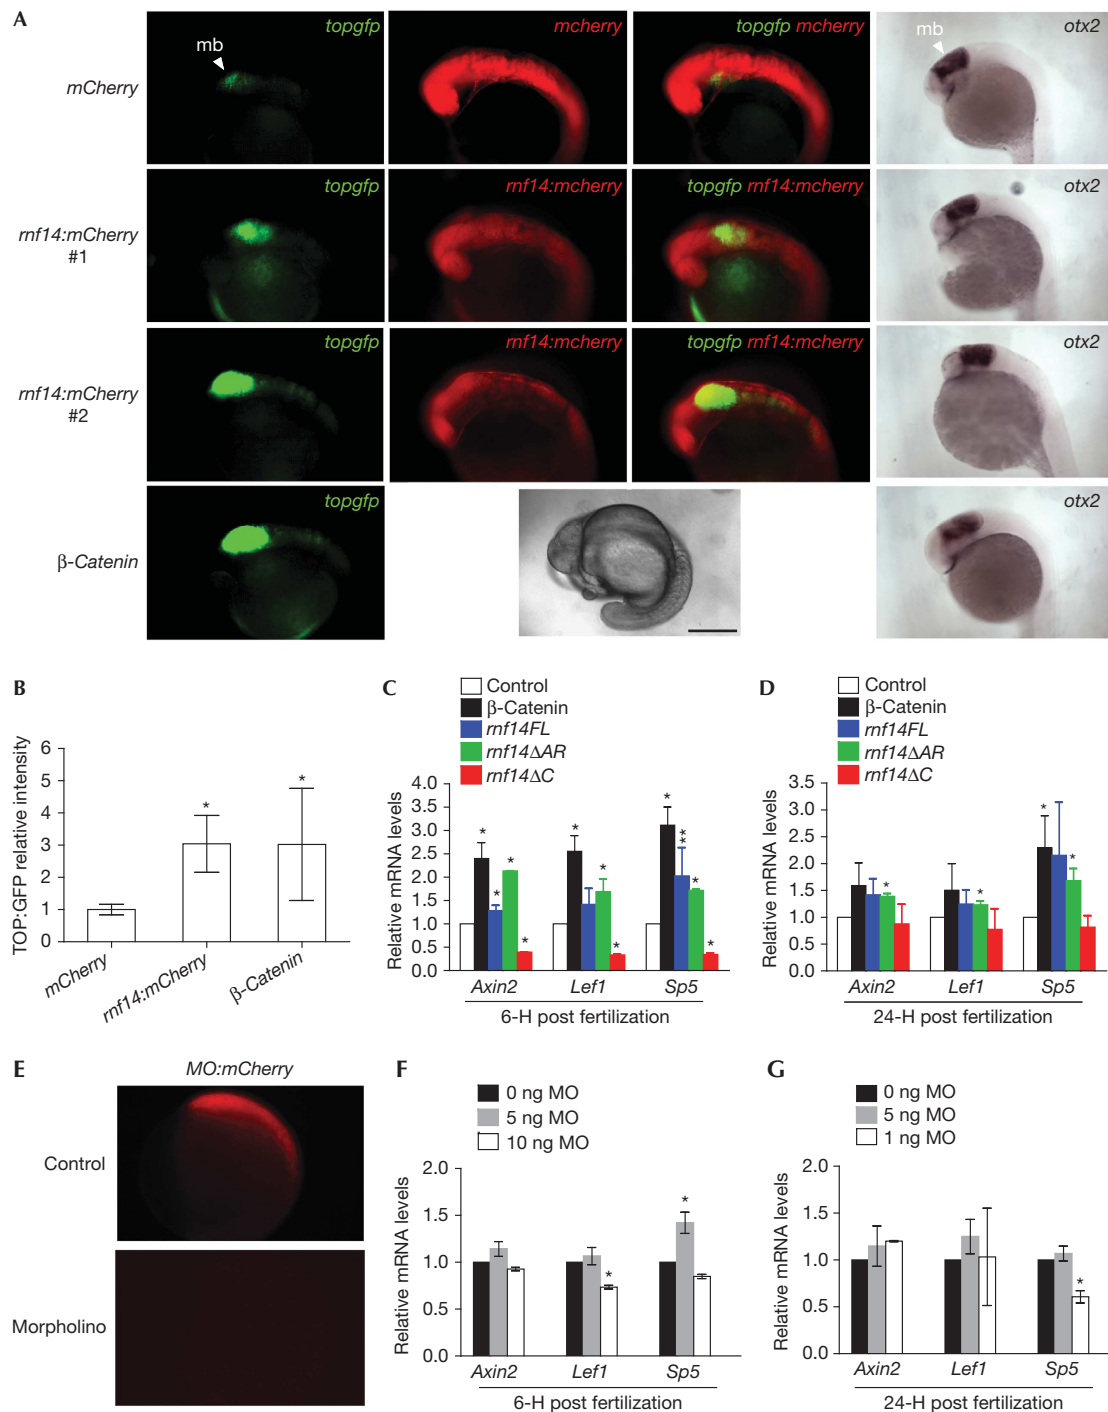 A
topgfp
mb
mcherry
topgfp mcherry
otx2
mCherry
topgfp
rnf14:mcherry
topgfp rnf14:mcherry
otx2
rnf14:mCherry
#1
topgfp
rnf14:mcherry
topgfp rnf14:mcherry
otx2
rnf14:mCherry
#2
topgfp
otx2
β-Catenin
B
TOP:GFP relative intensity
6
5
4
3
2
1
0
*
*
mCherry
rnf14:mCherry
β-Catenin
C
Control
β-Catenin
rnf14FL
rnf14ΔAR
rnf14ΔC
Relative mRNA levels
4.0
3.5
3.0
2.5
2.0
1.5
1.0
0.5
0.0
* * * *
* * *
* ** * *
Axin2 Lef1 Sp5
6-H post fertilization
D
Control
β-Catenin
rnf14FL
rnf14ΔAR
rnf14ΔC
Relative mRNA levels
3.5
3.0
2.5
2.0
1.5
1.0
0.5
0.0
*
*
* *
Axin2 Lef1 Sp5
24-H post fertilization
E
MO:mCherry
Control
Morpholino
F
0 ng MO
5 ng MO
10 ng MO
Relative mRNA levels
2.0
1.5
1.0
0.5
0.0
*
*
Axin2 Lef1 Sp5
6-H post fertilization
G
0 ng MO
5 ng MO
1 ng MO
Relative mRNA levels
2.0
1.5
1.0
0.5
0.0
*
Axin2 Lef1 Sp5
24-H post fertilization